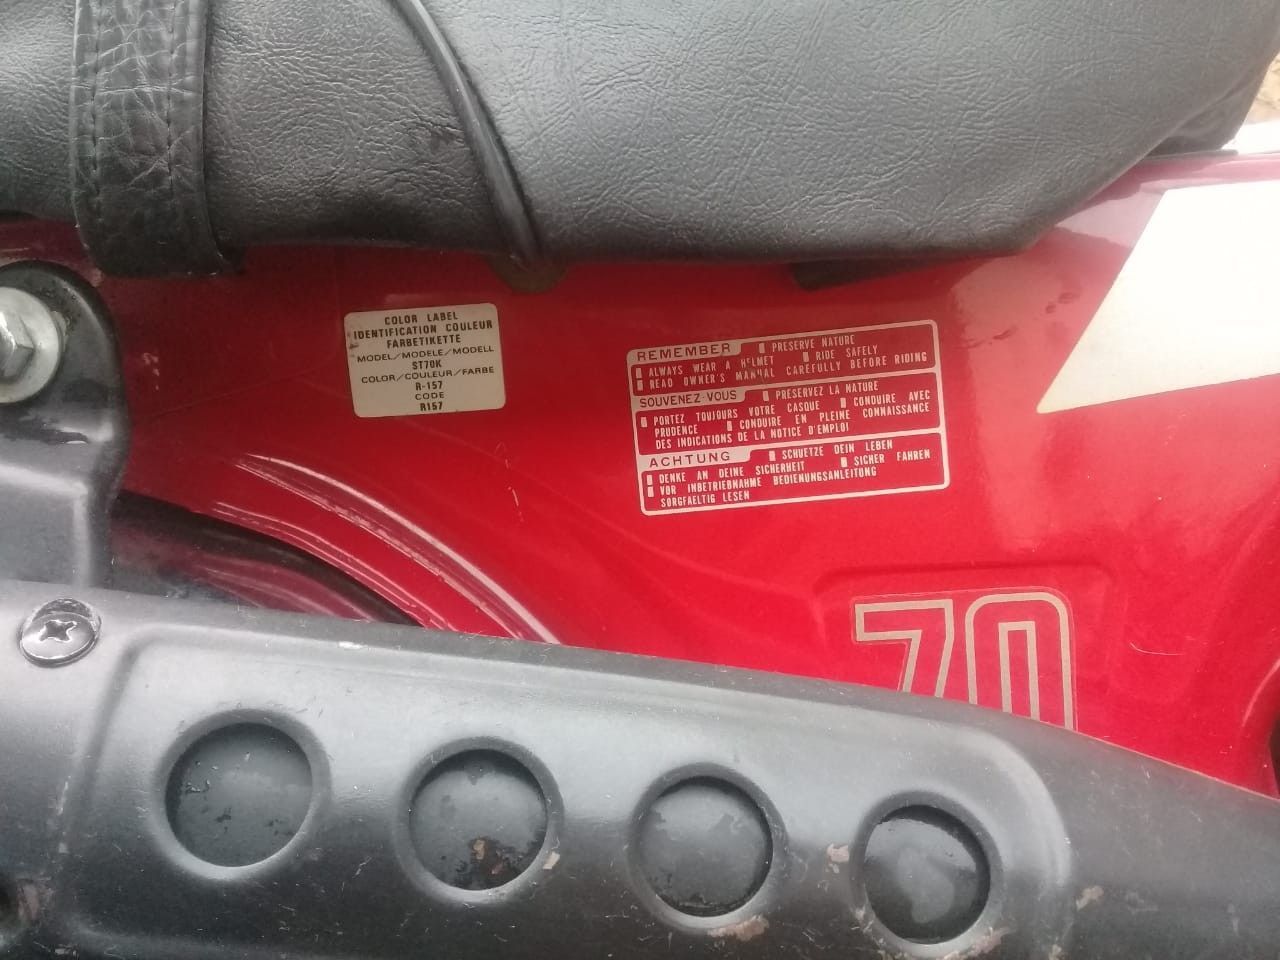 COLOR LABEL
IDENTIFICATION COULEUR
FARBETIKETTE
MODEL/MODELE/MODELL
ST70K
COLOR/COULEUR/FARBE
R-157
CODE
R157
REMEMBER ▮ PRESERVE NATURE
▮ ALWAYS WEAR A HELMET ▮ RIDE SAFELY
▮ READ OWNER'S MANUAL CAREFULLY BEFORE RIDING
SOUVENEZ-VOUS ▮ PRESERVEZ LA NATURE
▮ PORTEZ TOUJOURS VOTRE CASQUE ▮ CONDUIRE AVEC
PRUDENCE ▮ CONDUIRE EN PLEINE CONNAISSANCE
DES INDICATIONS DE LA NOTICE D'EMPLOI
ACHTUNG ▮ SCHUETZE DEIN LEBEN
▮ DENKE AN DEINE SICHERHEIT ▮ SICHER FAHREN
▮ VOR INBETRIEBNAHME BEDIENUNGSANLEITUNG
SORGFAELTIG LESEN
70